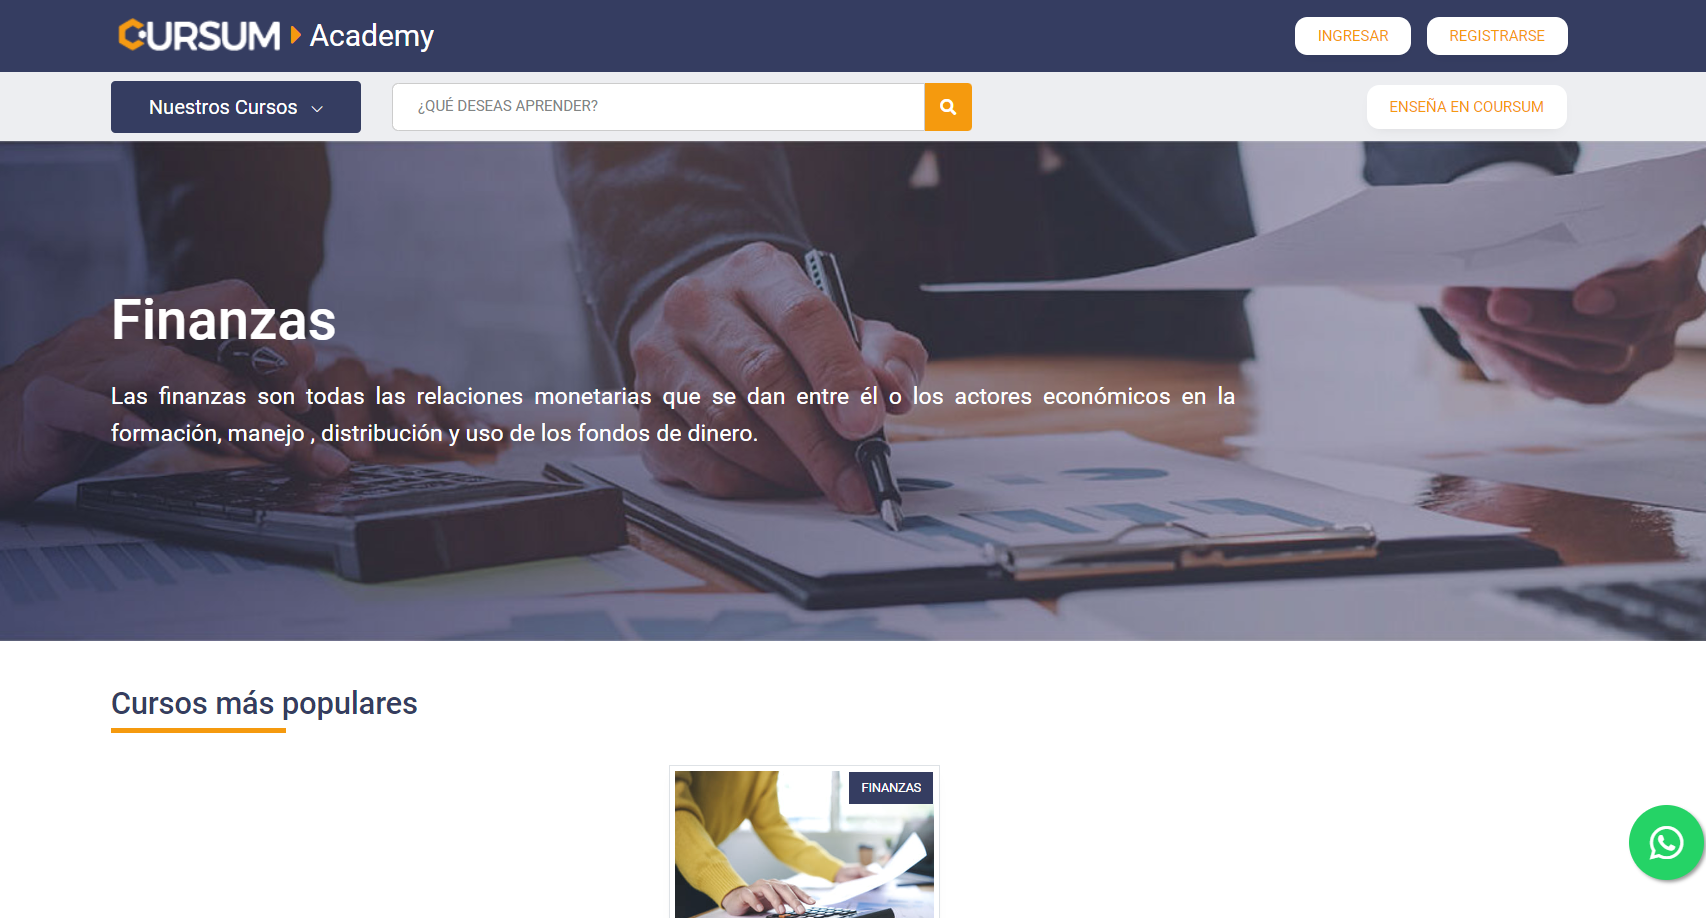 CURSUM Academy
INGRESAR
REGISTRARSE
Nuestros Cursos
¿QUÉ DESEAS APRENDER?
ENSEÑA EN COURSUM
Finanzas
Las finanzas son todas las relaciones monetarias que se dan entre él o los actores económicos en la
formación, manejo , distribución y uso de los fondos de dinero.
Cursos más populares
FINANZAS